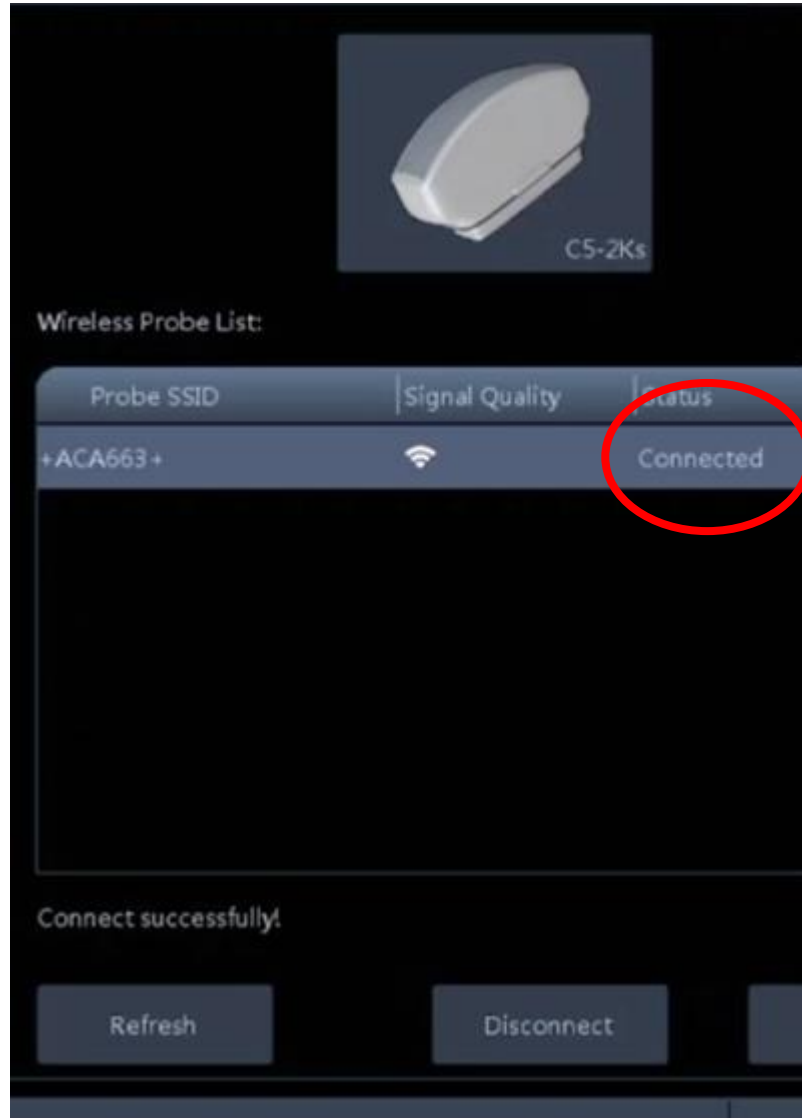 C5-2Ks
Wireless Probe List:
Probe SSID Signal Quality Status
+ACA663+ Connected
Connect successfully!
Refresh Disconnect